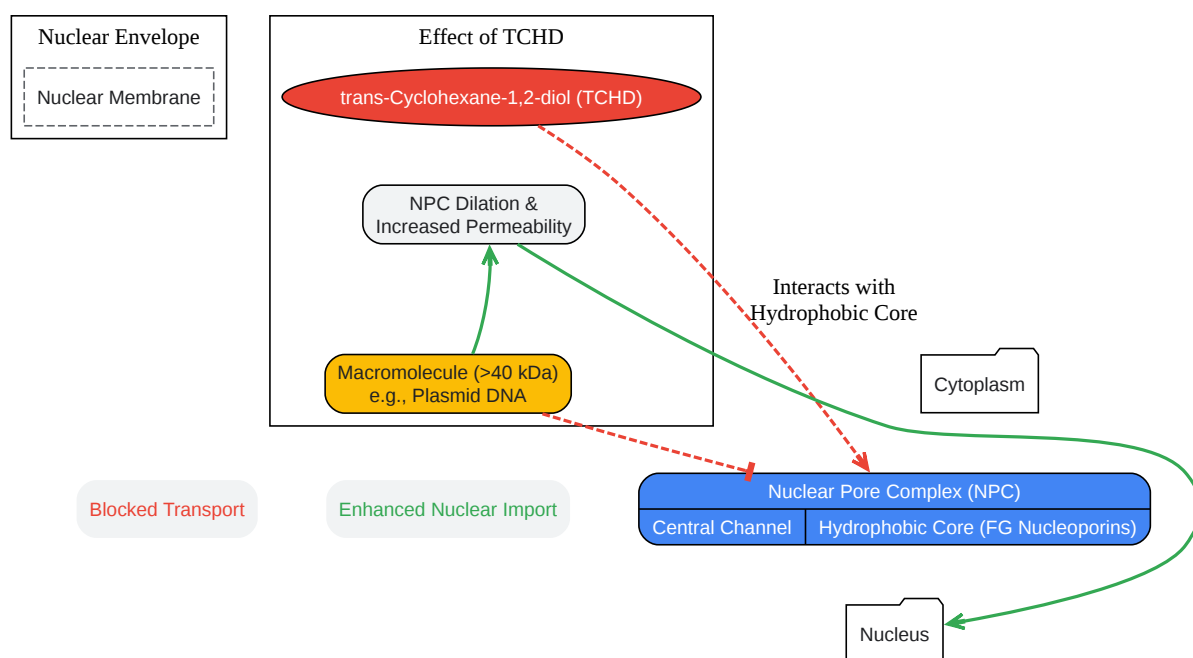 Nuclear Envelope
Nuclear Membrane
Effect of TCHD
trans-Cyclohexane-1,2-diol (TCHD)
NPC Dilation &
Increased Permeability
Interacts with
Hydrophobic Core
Macromolecule (>40 kDa)
e.g., Plasmid DNA
Cytoplasm
Blocked Transport
Enhanced Nuclear Import
Nuclear Pore Complex (NPC)
Central Channel
Hydrophobic Core (FG Nucleoporins)
Nucleus